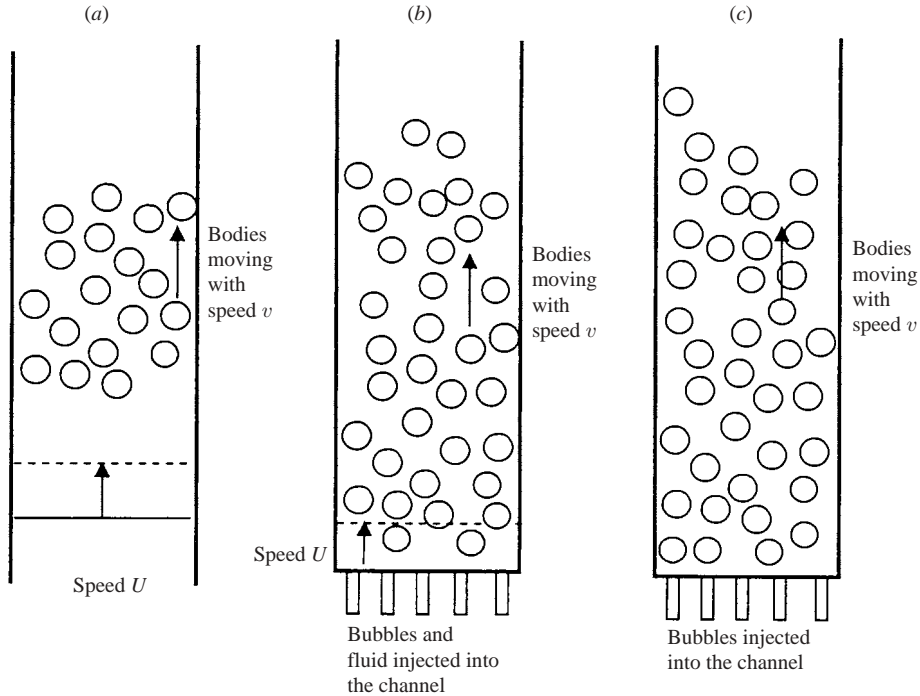 (a)
(b)
(c)
Bodies
moving
with
speed v
Bodies
moving
with
speed v
Bodies
moving
with
speed v
Speed U
Speed U
Bubbles and
fluid injected into
the channel
Bubbles injected
into the channel